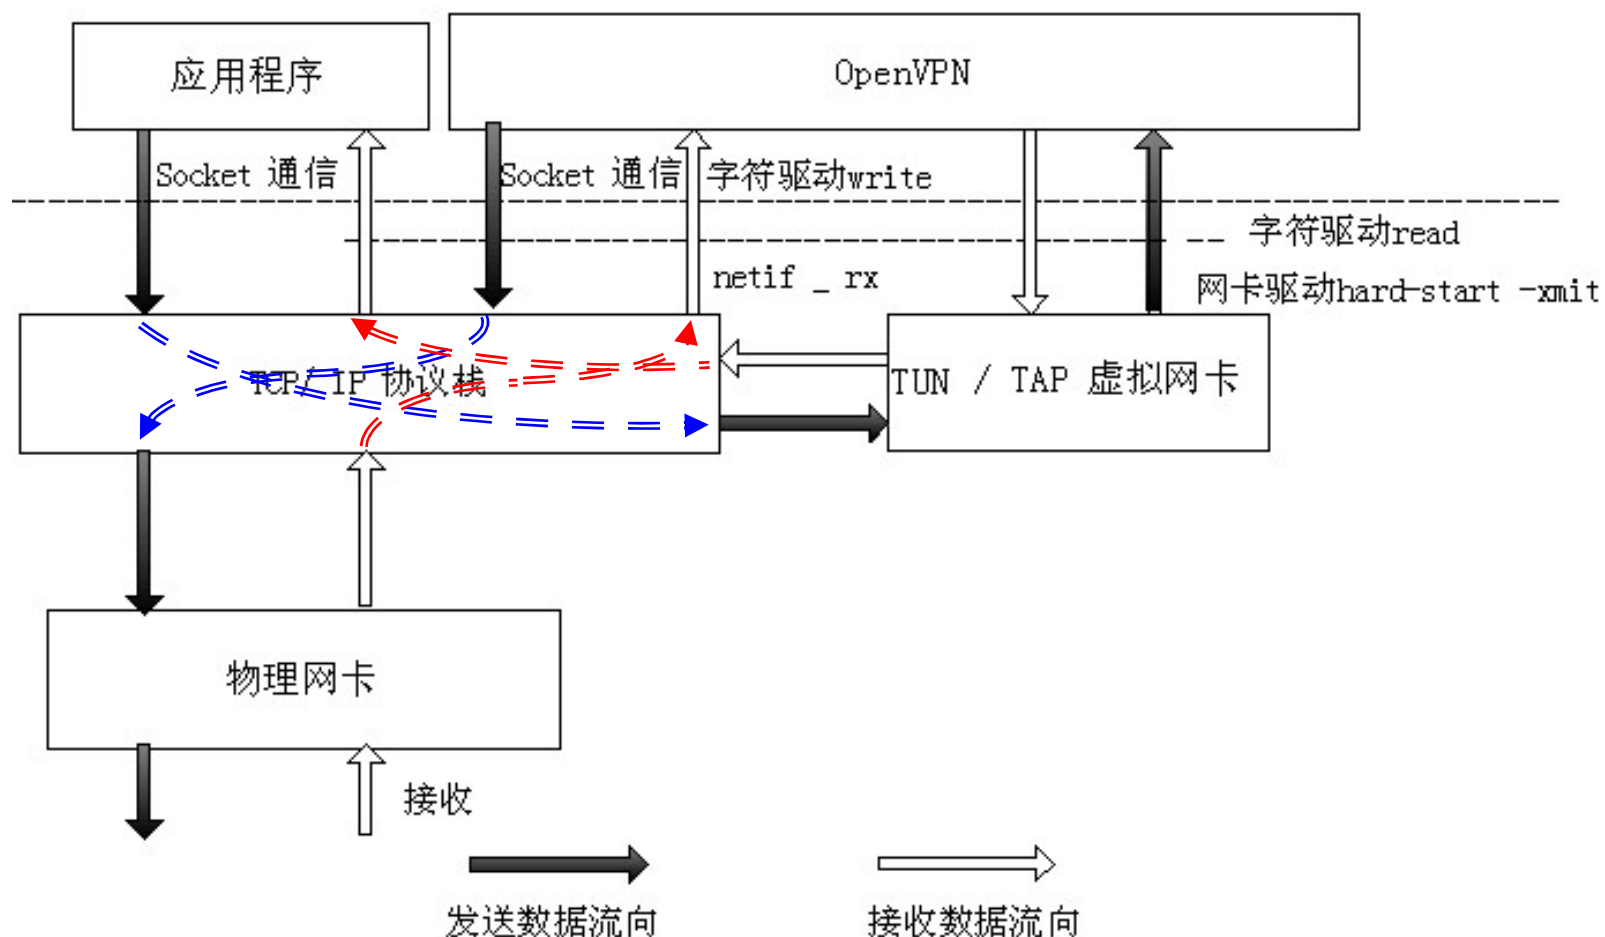 应用程序
OpenVPN
Socket 通信
Socket 通信
字符驱动write
字符驱动read
netif _ rx
网卡驱动hard-start -xmit
TCP/ IP 协议栈
TUN / TAP 虚拟网卡
物理网卡
接收
发送数据流向
接收数据流向